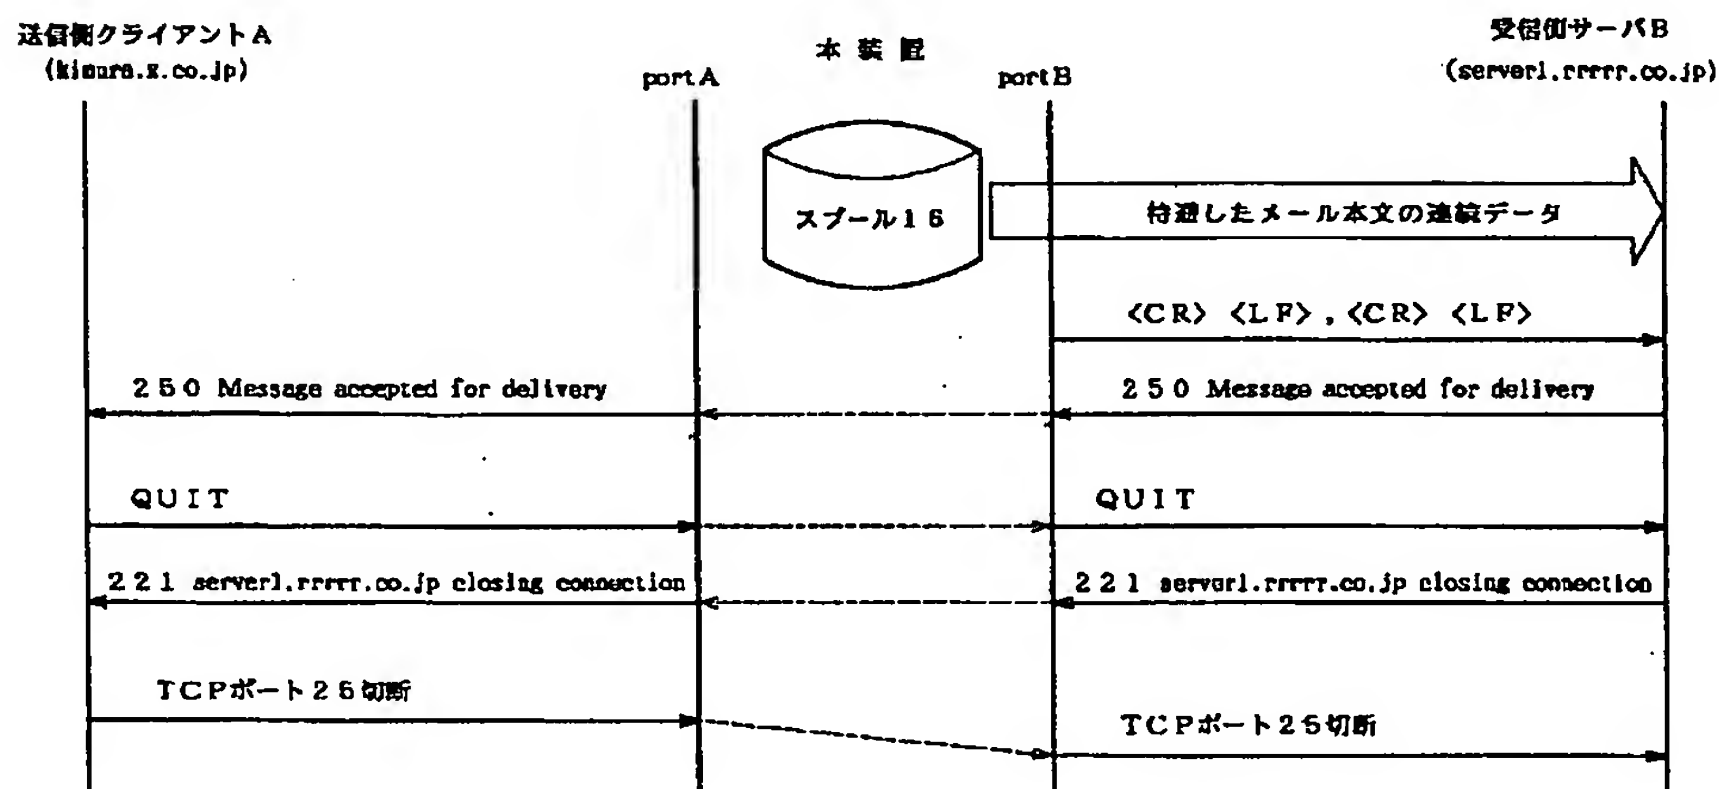 送信側クライアントA
(kimura.x.co.jp)
portA
本装置
portB
受信側サーバB
(server1.rrrrr.co.jp)
スプール16
待避したメール本文の連続データ
<CR> <LF> . <CR> <LF>
250 Message accepted for delivery
250 Message accepted for delivery
QUIT
QUIT
221 server1.rrrrr.co.jp closing connection
221 server1.rrrrr.co.jp closing connection
TCPポート25切断
TCPポート25切断